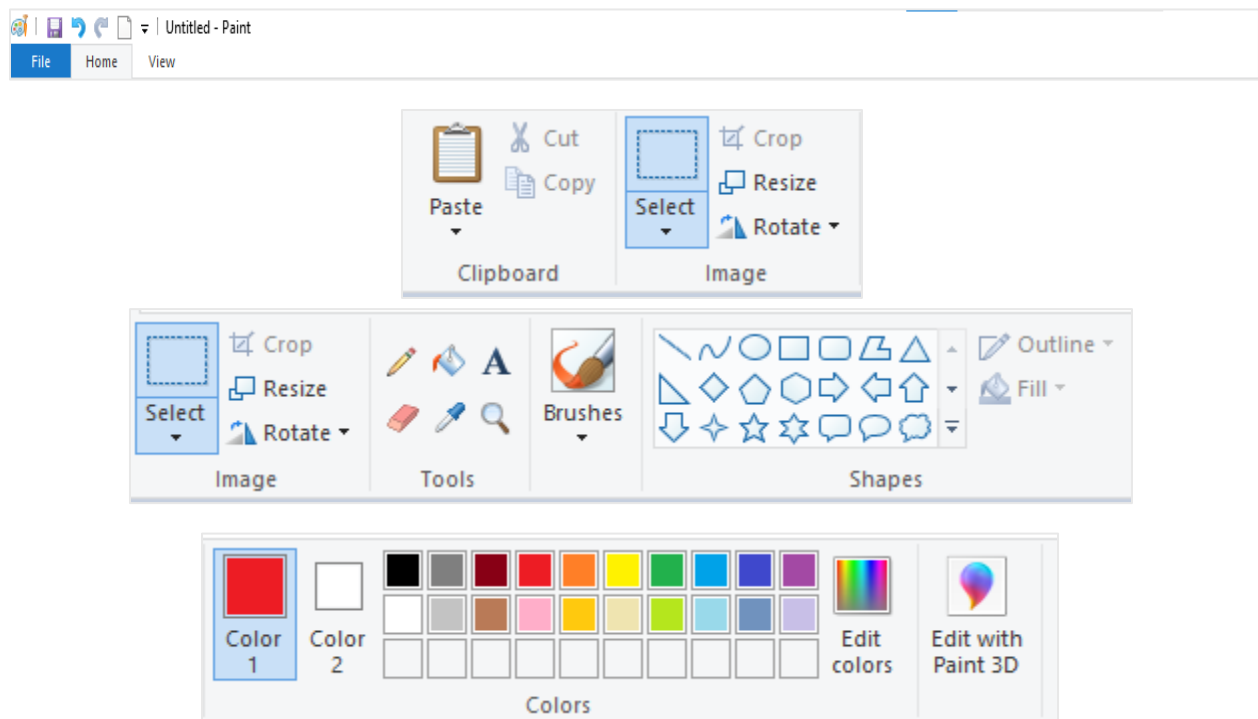 Untitled - Paint
File Home View
Cut
Copy
Paste
Clipboard
Crop
Resize
Select
Rotate
Image
Crop
Resize
Select
Rotate
Image
A
Tools
Brushes
Outline
Fill
Shapes
Color 1
Color 2
Edit colors
Edit with Paint 3D
Colors